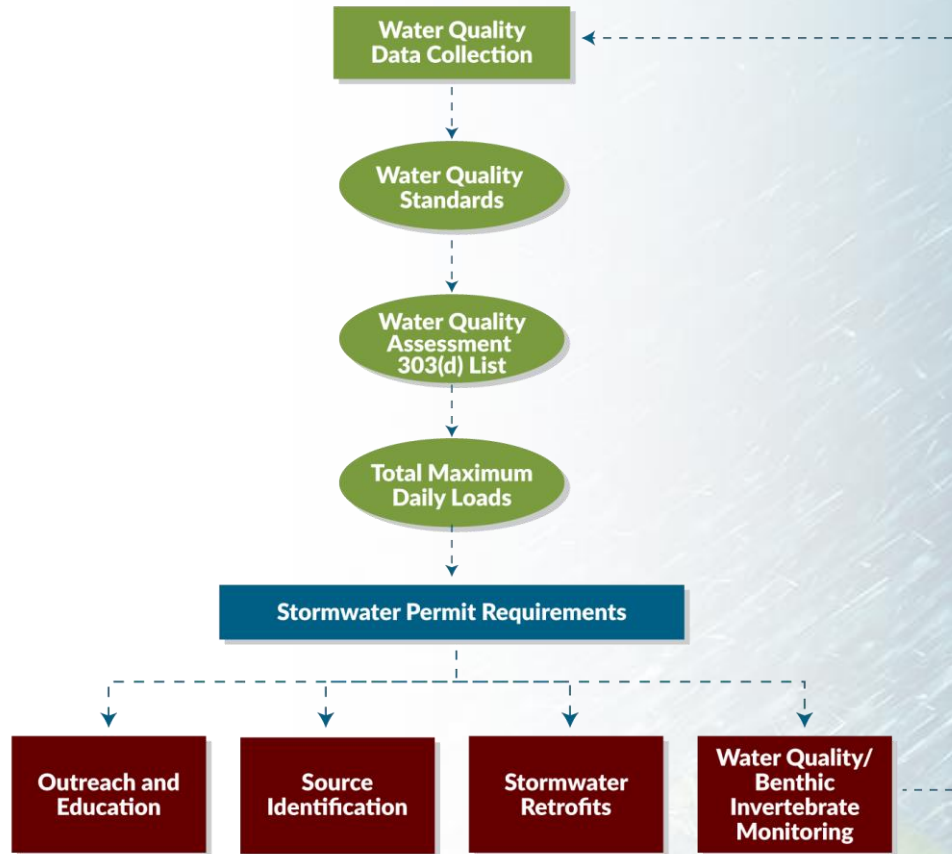 Water Quality
Data Collection
Water Quality
Standards
Water Quality
Assessment
303(d) List
Total Maximum
Daily Loads
Stormwater Permit Requirements
Outreach and
Education
Source
Identification
Stormwater
Retrofits
Water Quality/
Benthic
Invertebrate
Monitoring